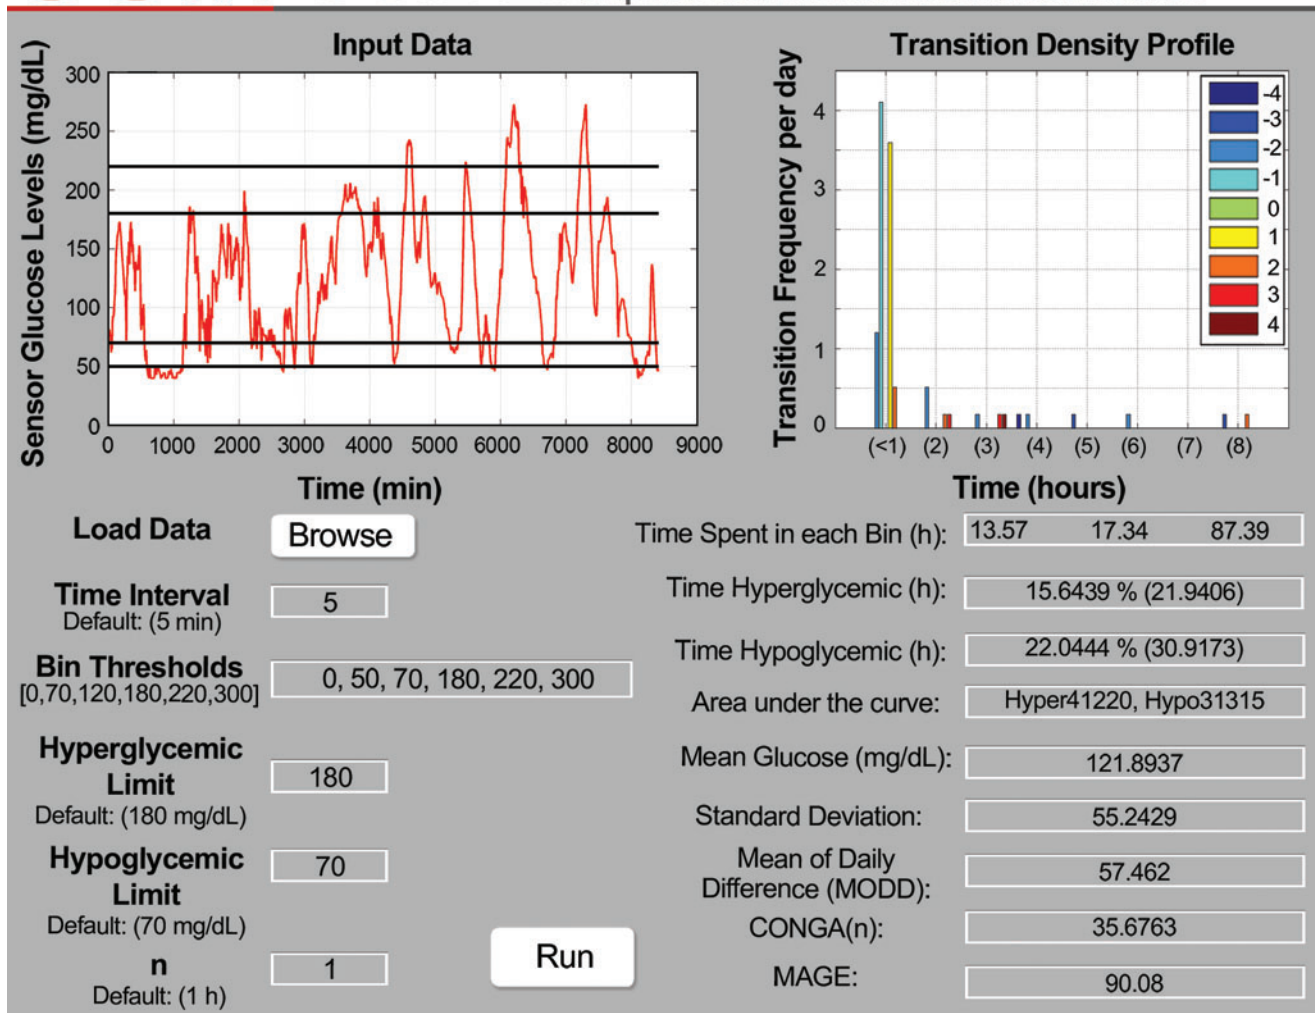 Input Data
Sensor Glucose Levels (mg/dL)
300
250
200
150
100
50
0
0 1000 2000 3000 4000 5000 6000 7000 8000 9000
Time (min)
Transition Density Profile
Transition Frequency per day
4
3
2
1
0
-4
-3
-2
-1
0
1
2
3
4
(<1) (2) (3) (4) (5) (6) (7) (8)
Time (hours)
Load Data Browse
Time Interval 5
Default: (5 min)
Bin Thresholds 0, 50, 70, 180, 220, 300
[0,70,120,180,220,300]
Hyperglycemic
Limit 180
Default: (180 mg/dL)
Hypoglycemic 70
Limit
Default: (70 mg/dL)
n 1
Default: (1 h)
Run
Time Spent in each Bin (h): 13.57 17.34 87.39
Time Hyperglycemic (h): 15.6439 % (21.9406)
Time Hypoglycemic (h): 22.0444 % (30.9173)
Area under the curve: Hyper41220, Hypo31315
Mean Glucose (mg/dL): 121.8937
Standard Deviation: 55.2429
Mean of Daily
Difference (MODD): 57.462
CONGA(n): 35.6763
MAGE: 90.08